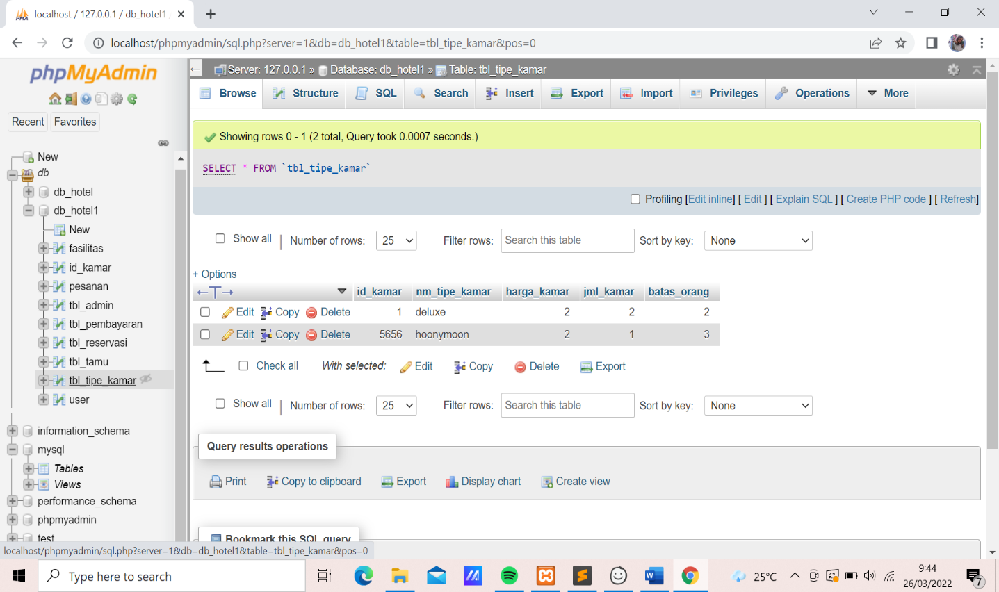 localhost / 127.0.0.1 / db_hotel1
localhost/phpmyadmin/sql.php?server=1&db=db_hotel1&table=tbl_tipe_kamar&pos=0
phpMyAdmin
Recent Favorites
New
db
db_hotel
db_hotel1
New
fasilitas
id_kamar
pesanan
tbl_admin
tbl_pembayaran
tbl_reservasi
tbl_tamu
tbl_tipe_kamar
user
information_schema
mysql
Tables
Views
performance_schema
phpmyadmin
test
Server: 127.0.0.1 » Database: db_hotel1 » Table: tbl_tipe_kamar
Browse Structure SQL Search Insert Export Import Privileges Operations More
Showing rows 0 - 1 (2 total, Query took 0.0007 seconds.)
SELECT * FROM `tbl_tipe_kamar`
Profiling [Edit inline] [ Edit ] [ Explain SQL ] [ Create PHP code ] [ Refresh]
Show all | Number of rows: 25 Filter rows: Search this table Sort by key: None
+ Options
←T→ id_kamar nm_tipe_kamar harga_kamar jml_kamar batas_orang
Edit Copy Delete 1 deluxe 2 2 2
Edit Copy Delete 5656 hoonymoon 2 1 3
Check all With selected: Edit Copy Delete Export
Show all | Number of rows: 25 Filter rows: Search this table Sort by key: None
Query results operations
Print Copy to clipboard Export Display chart Create view
Bookmark this SQL query
localhost/phpmyadmin/sql.php?server=1&db=db_hotel1&table=tbl_tipe_kamar&pos=0
Type here to search
25°C
9:44
26/03/2022
7